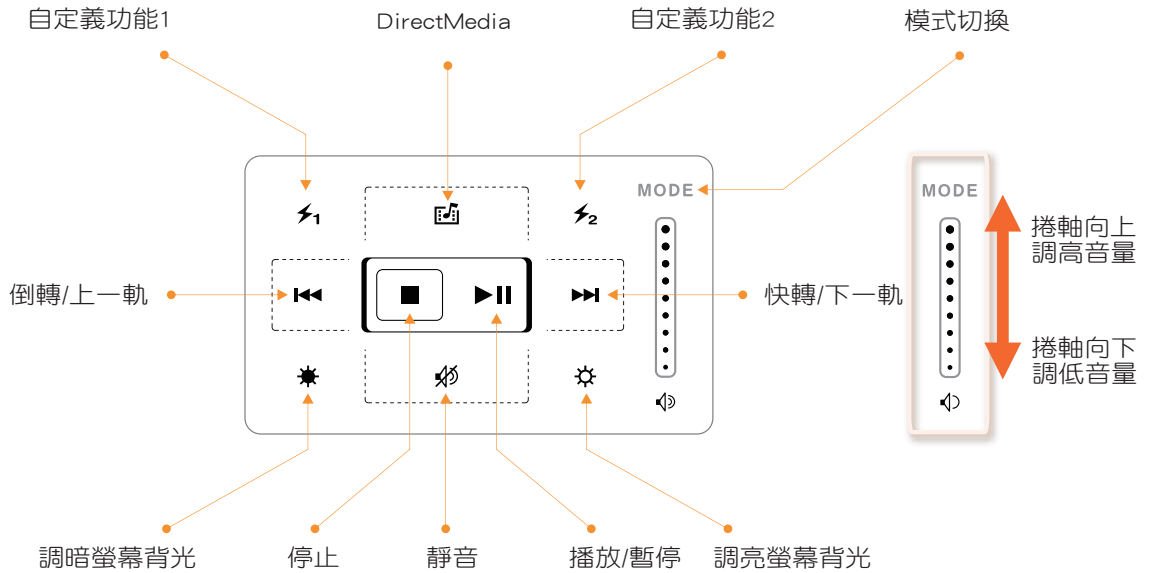 自定義功能1
DirectMedia
自定義功能2
模式切換
MODE
1
2
MODE
捲軸向上
調高音量
倒轉/上一軌
快轉/下一軌
捲軸向下
調低音量
調暗螢幕背光
停止
靜音
播放/暫停
調亮螢幕背光